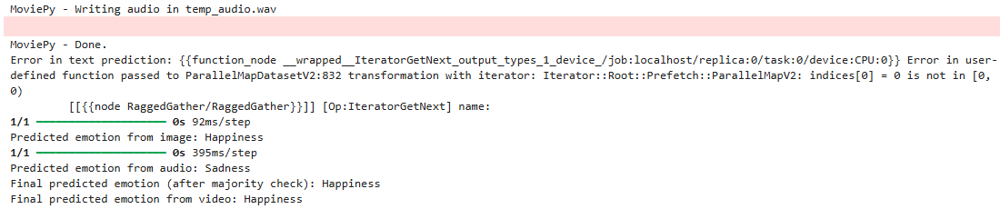 MoviePy - Writing audio in temp_audio.wav
MoviePy - Done.
Error in text prediction: {{function_node __wrapped__IteratorGetNext_output_types_1_device_/job:localhost/replica:0/task:0/device:CPU:0}} Error in user-
defined function passed to ParallelMapDatasetV2:832 transformation with iterator: Iterator::Root::Prefetch::ParallelMapV2: indices[0] = 0 is not in [0,
0)
[[{{node RaggedGather/RaggedGather}}]] [Op:IteratorGetNext] name:
1/1 ━━━━━━━━━━━━━━━━━━━━ 0s 92ms/step
Predicted emotion from image: Happiness
1/1 ━━━━━━━━━━━━━━━━━━━━ 0s 395ms/step
Predicted emotion from audio: Sadness
Final predicted emotion (after majority check): Happiness
Final predicted emotion from video: Happiness